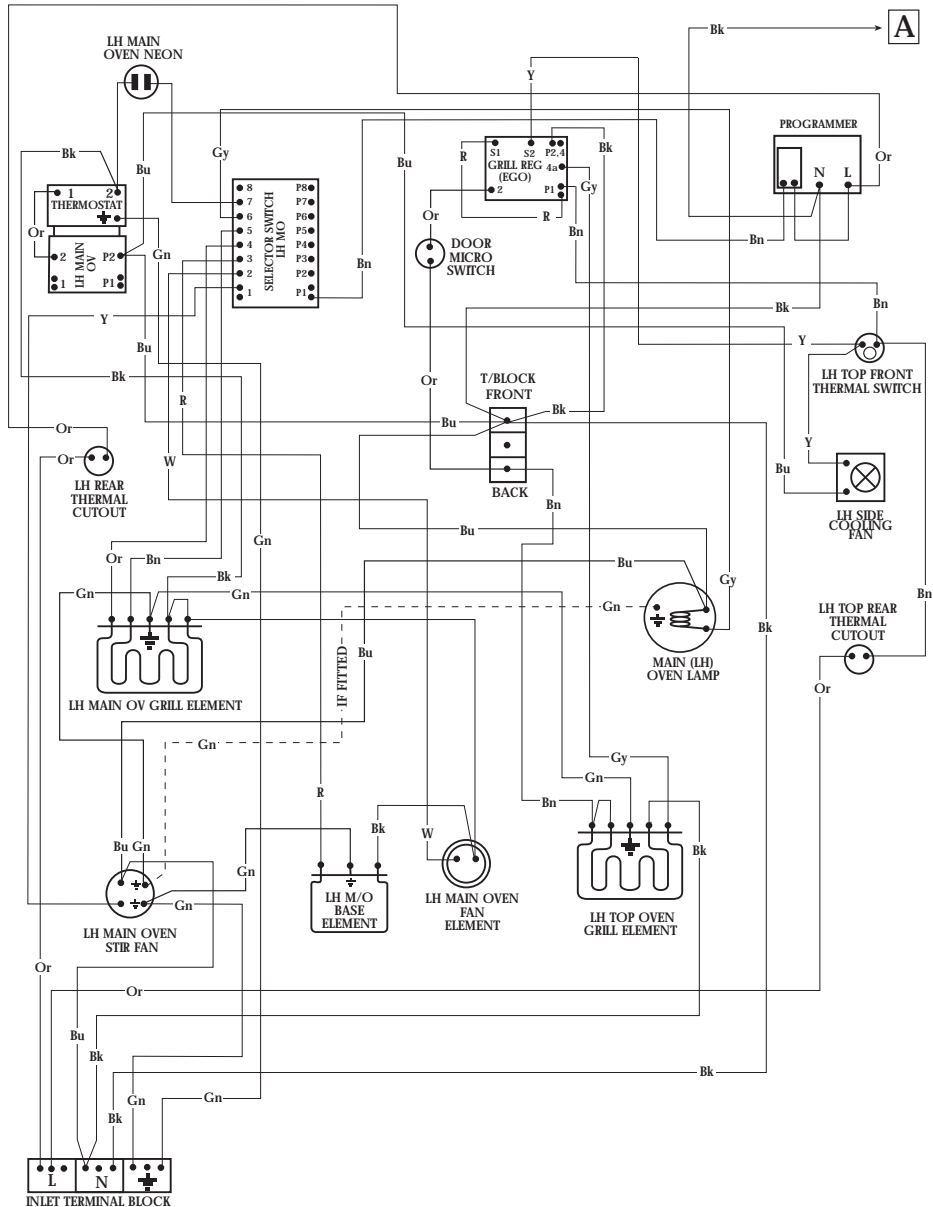 Bk
A
LH MAIN
OVEN NEON
Y
PROGRAMMER
N L
Or
Bk
Bu
Gy
Bu
R
S1 S2 P2,4
GRILL REG
(EGO)
4a
2 P1
Bk
Gy
R
Bn
Bn
1 2
THERMOSTAT
Or
Gn
2 P2
LH MAIN
OV
1 P1
8 P8
7 P7
6 P6
5 P5
4 P4
3 P3
2 P2
1 P1
SELECTOR SWITCH
LH MO
Bn
Or
DOOR
MICRO
SWITCH
Bk
Bn
Y
Y
Bu
LH TOP FRONT
THERMAL SWITCH
Bk
R
Or
T/BLOCK
FRONT
Bk
Bu
BACK
Or
Or
LH REAR
THERMAL
CUTOUT
W
Y
Bu
LH SIDE
COOLING
FAN
Bn
Bu
Gn
Or
Bn
Bk
Gn
Gn
Bu
Gy
Gn
Bn
LH TOP REAR
THERMAL
CUTOUT
Bk
MAIN (LH)
OVEN LAMP
Or
IF FITTED
Bu
LH MAIN OV GRILL ELEMENT
Gn
Gy
Gn
R
Bn
Bk
W
Bk
Bu Gn
Gn
Gn
LH M/O
BASE
ELEMENT
LH MAIN OVEN
FAN
ELEMENT
LH TOP OVEN
GRILL ELEMENT
LH MAIN OVEN
STIR FAN
Or
Or
Bu
Bk
Bk
Gn
Gn
Bk
L N
INLET TERMINAL BLOCK